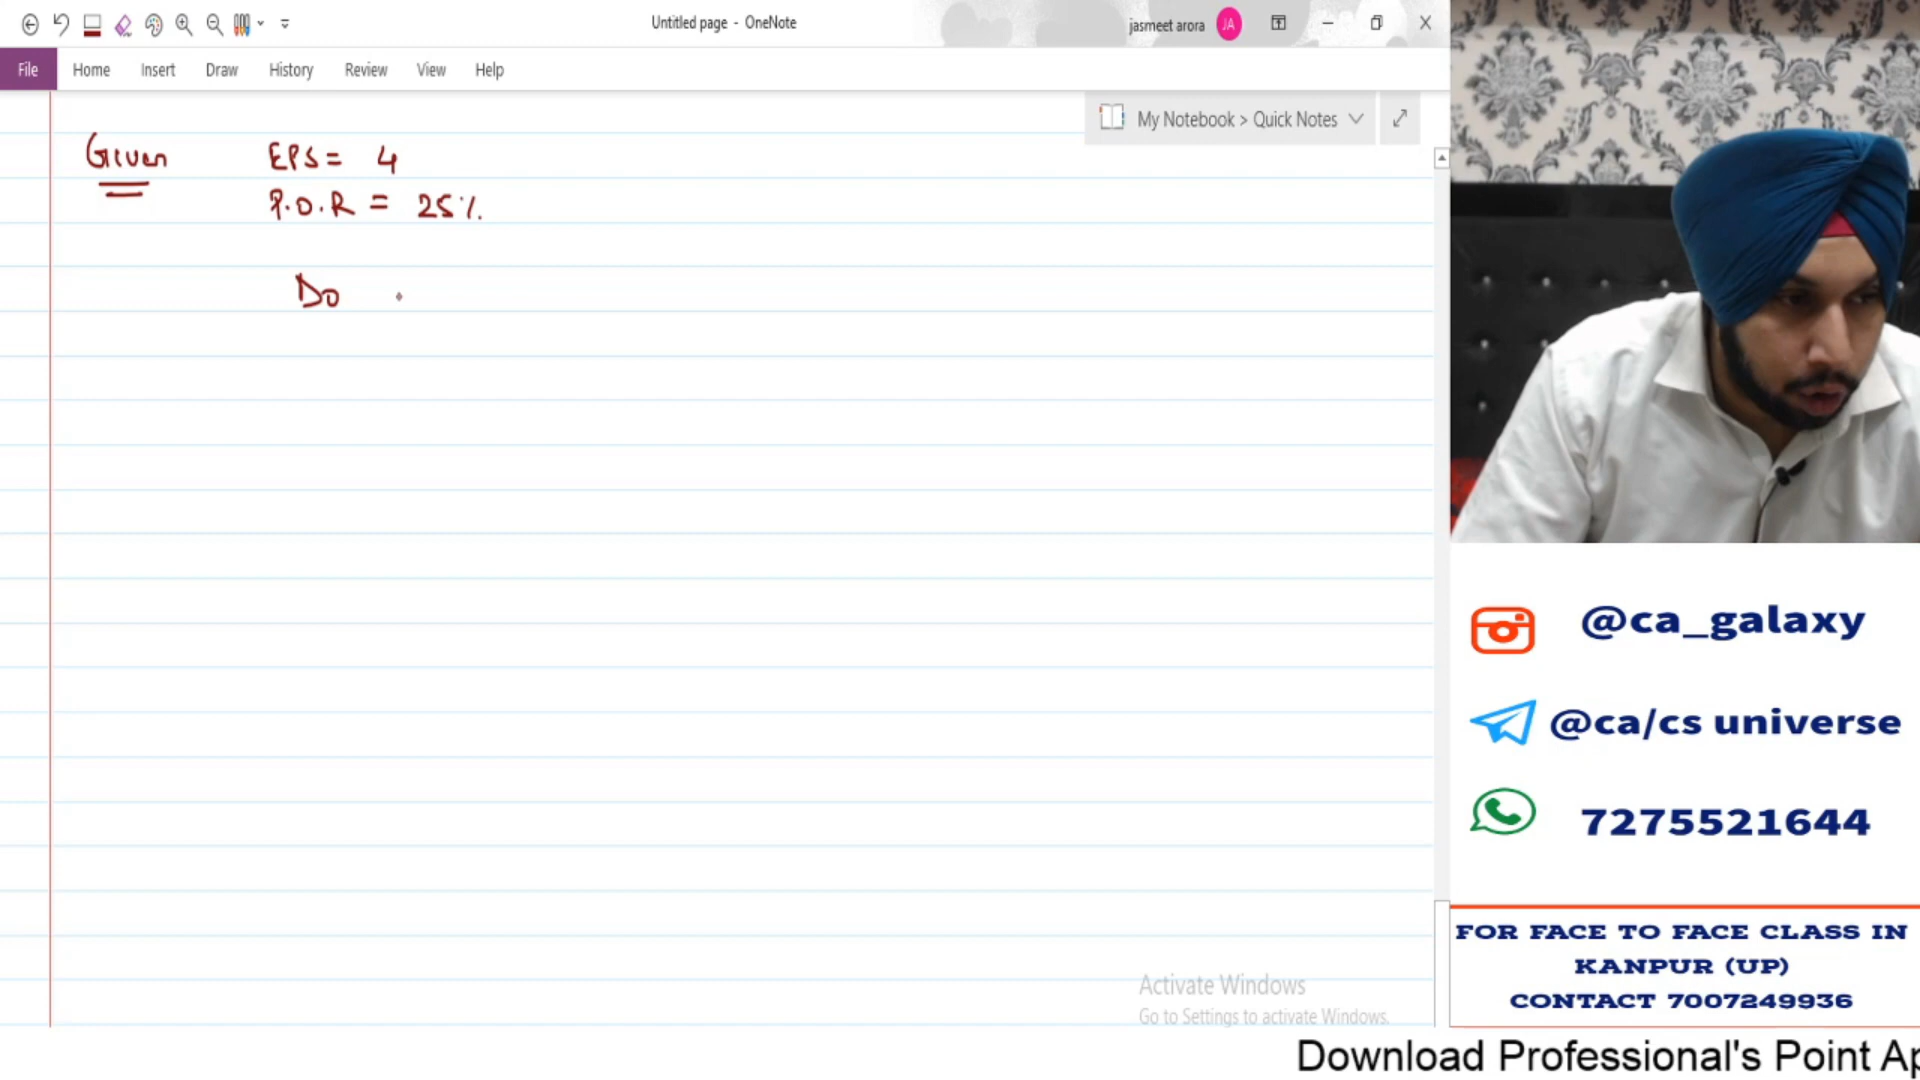 Untitled page - OneNote
jasmeet arora
JA
File
Home
Insert
Draw
History
Review
View
Help
My Notebook > Quick Notes
Given
EPS = 4
P.O.R = 25%
D0
@ca_galaxy
@ca/cs universe
7275521644
FOR FACE TO FACE CLASS IN
KANPUR (UP)
CONTACT 7007249936
Activate Windows
Go to Settings to activate Windows.
Download Professional's Point Ap